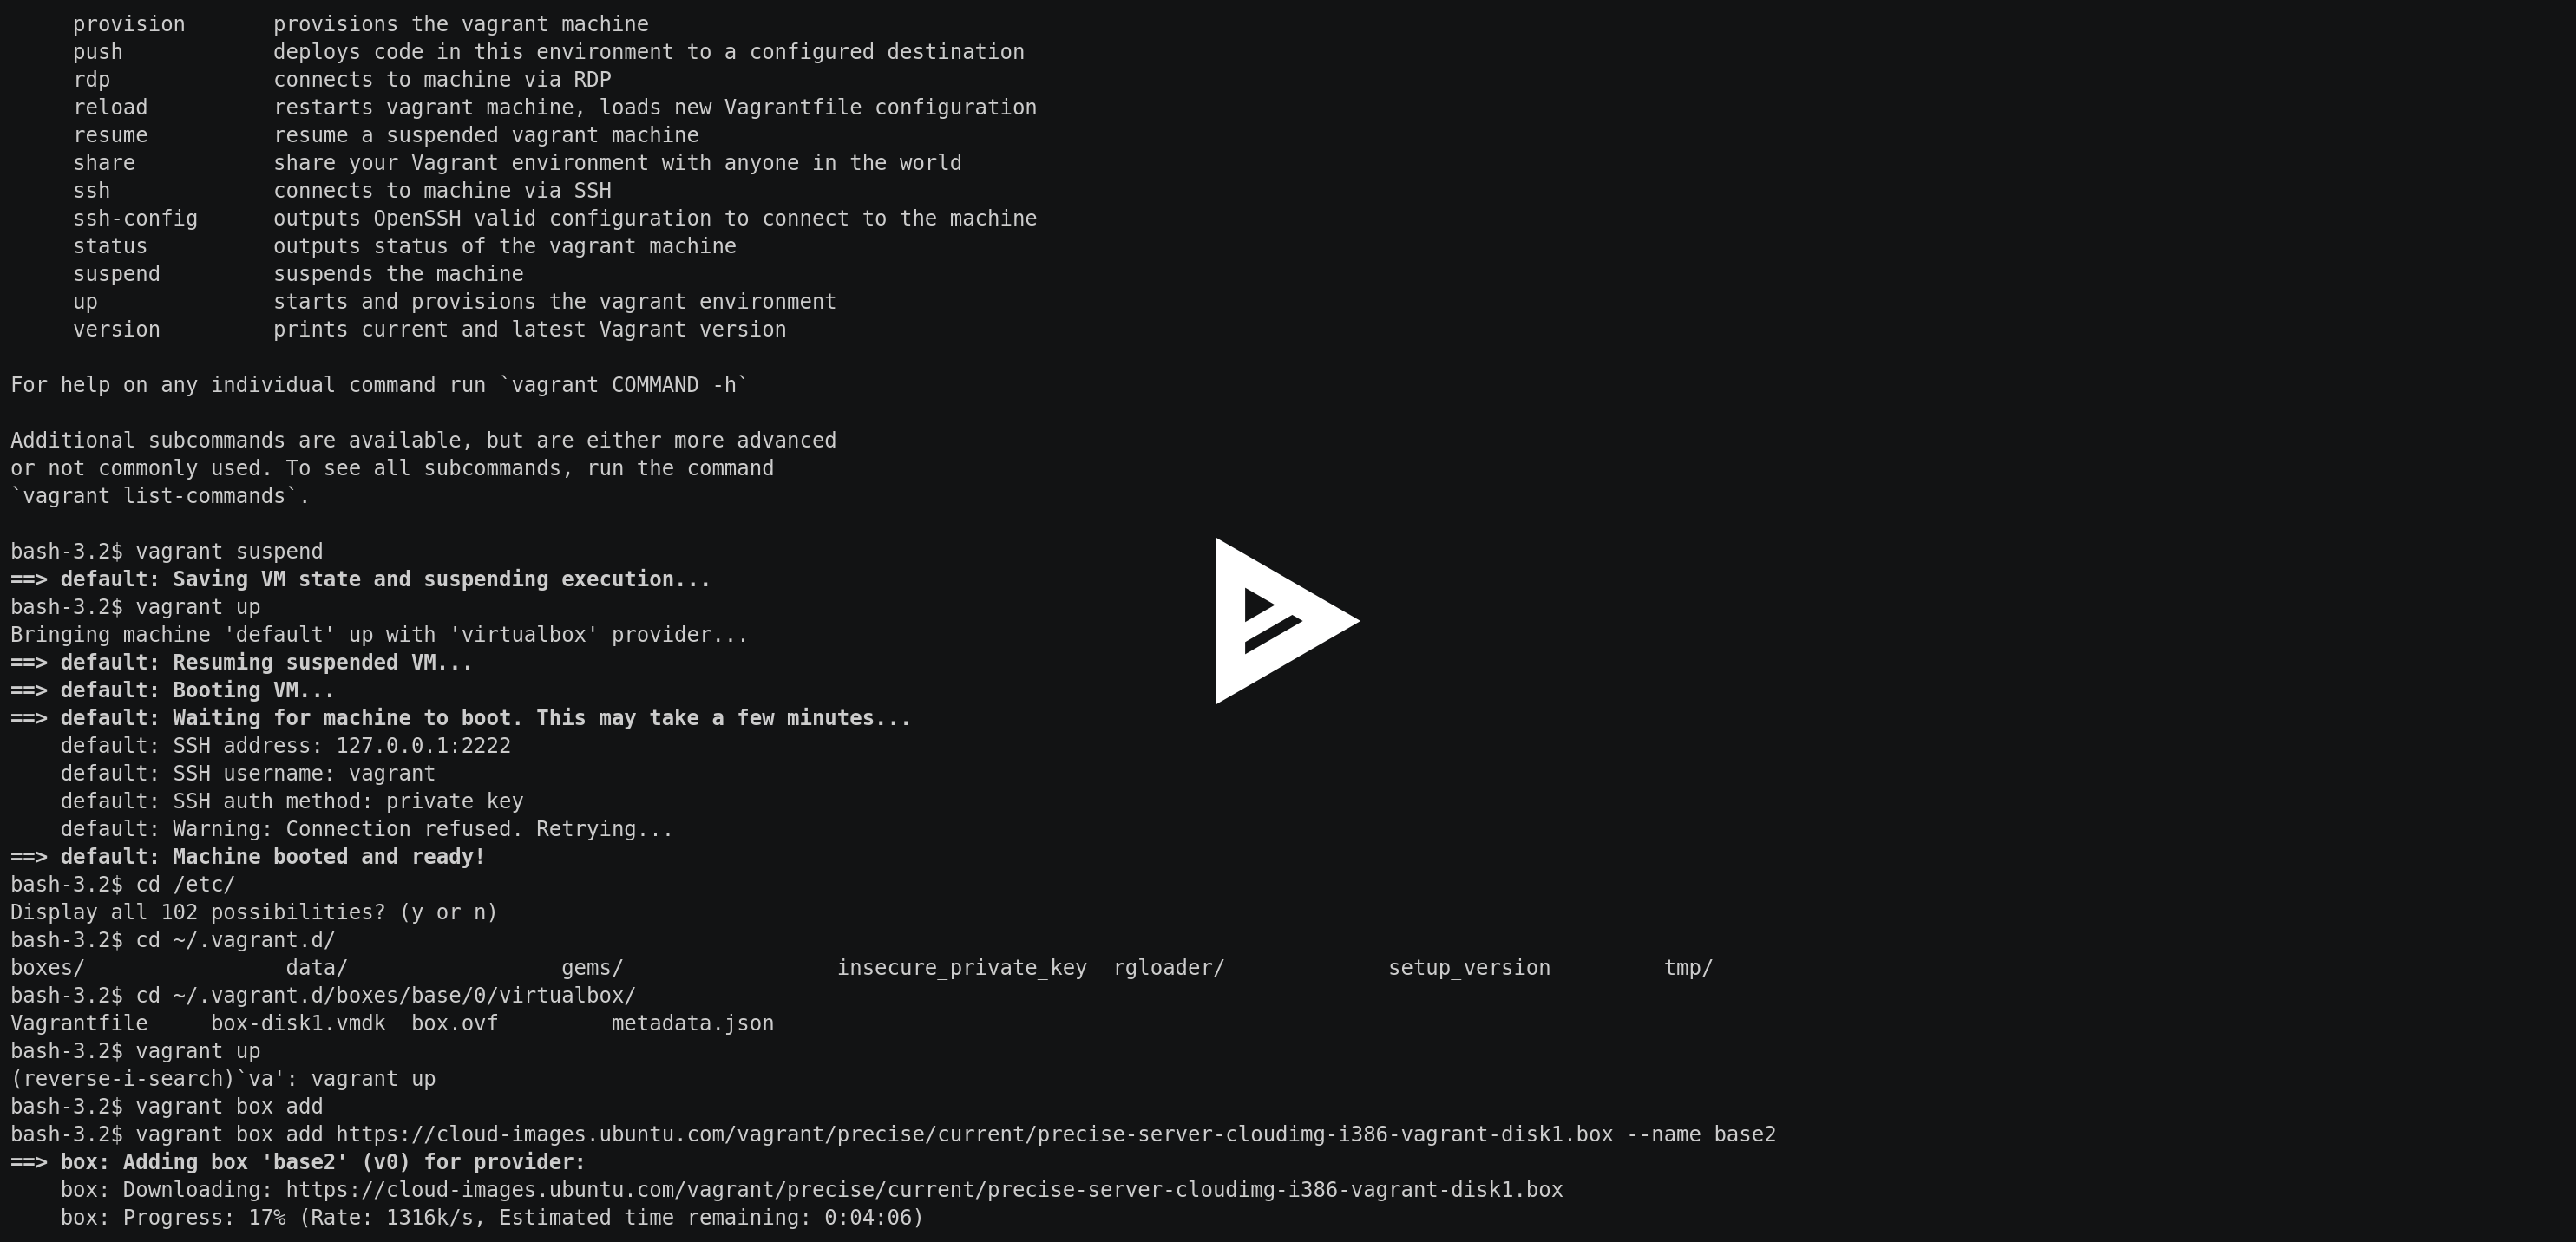 provision       provisions the vagrant machine
push            deploys code in this environment to a configured destination
rdp             connects to machine via RDP
reload          restarts vagrant machine, loads new Vagrantfile configuration
resume          resume a suspended vagrant machine
share           share your Vagrant environment with anyone in the world
ssh             connects to machine via SSH
ssh-config      outputs OpenSSH valid configuration to connect to the machine
status          outputs status of the vagrant machine
suspend         suspends the machine
up              starts and provisions the vagrant environment
version         prints current and latest Vagrant version
For help on any individual command run `vagrant COMMAND -h`
Additional subcommands are available, but are either more advanced
or not commonly used. To see all subcommands, run the command
`vagrant list-commands`.
bash-3.2$ vagrant suspend
==> default: Saving VM state and suspending execution...
bash-3.2$ vagrant up
Bringing machine 'default' up with 'virtualbox' provider...
==> default: Resuming suspended VM...
==> default: Booting VM...
==> default: Waiting for machine to boot. This may take a few minutes...
default: SSH address: 127.0.0.1:2222
default: SSH username: vagrant
default: SSH auth method: private key
default: Warning: Connection refused. Retrying...
==> default: Machine booted and ready!
bash-3.2$ cd /etc/
Display all 102 possibilities? (y or n)
bash-3.2$ cd ~/.vagrant.d/
boxes/                data/                 gems/                 insecure_private_key  rgloader/             setup_version         tmp/
bash-3.2$ cd ~/.vagrant.d/boxes/base/0/virtualbox/
Vagrantfile     box-disk1.vmdk  box.ovf         metadata.json
bash-3.2$ vagrant up
(reverse-i-search)`va': vagrant up
bash-3.2$ vagrant box add
bash-3.2$ vagrant box add https://cloud-images.ubuntu.com/vagrant/precise/current/precise-server-cloudimg-i386-vagrant-disk1.box --name base2
==> box: Adding box 'base2' (v0) for provider:
box: Downloading: https://cloud-images.ubuntu.com/vagrant/precise/current/precise-server-cloudimg-i386-vagrant-disk1.box
box: Progress: 17% (Rate: 1316k/s, Estimated time remaining: 0:04:06)